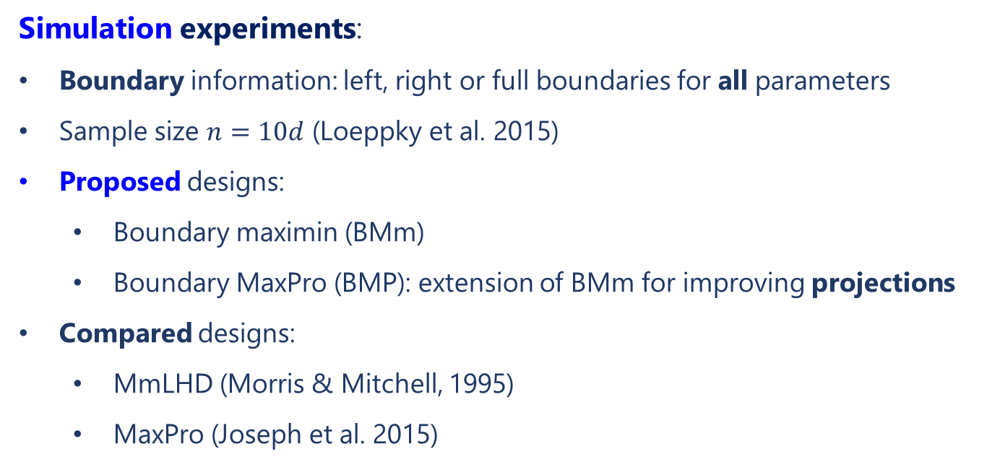 Simulation experiments:
• Boundary information: left, right or full boundaries for all parameters
• Sample size n = 10d (Loeppky et al. 2015)
• Proposed designs:
• Boundary maximin (BMm)
• Boundary MaxPro (BMP): extension of BMm for improving projections
• Compared designs:
• MmLHD (Morris & Mitchell, 1995)
• MaxPro (Joseph et al. 2015)